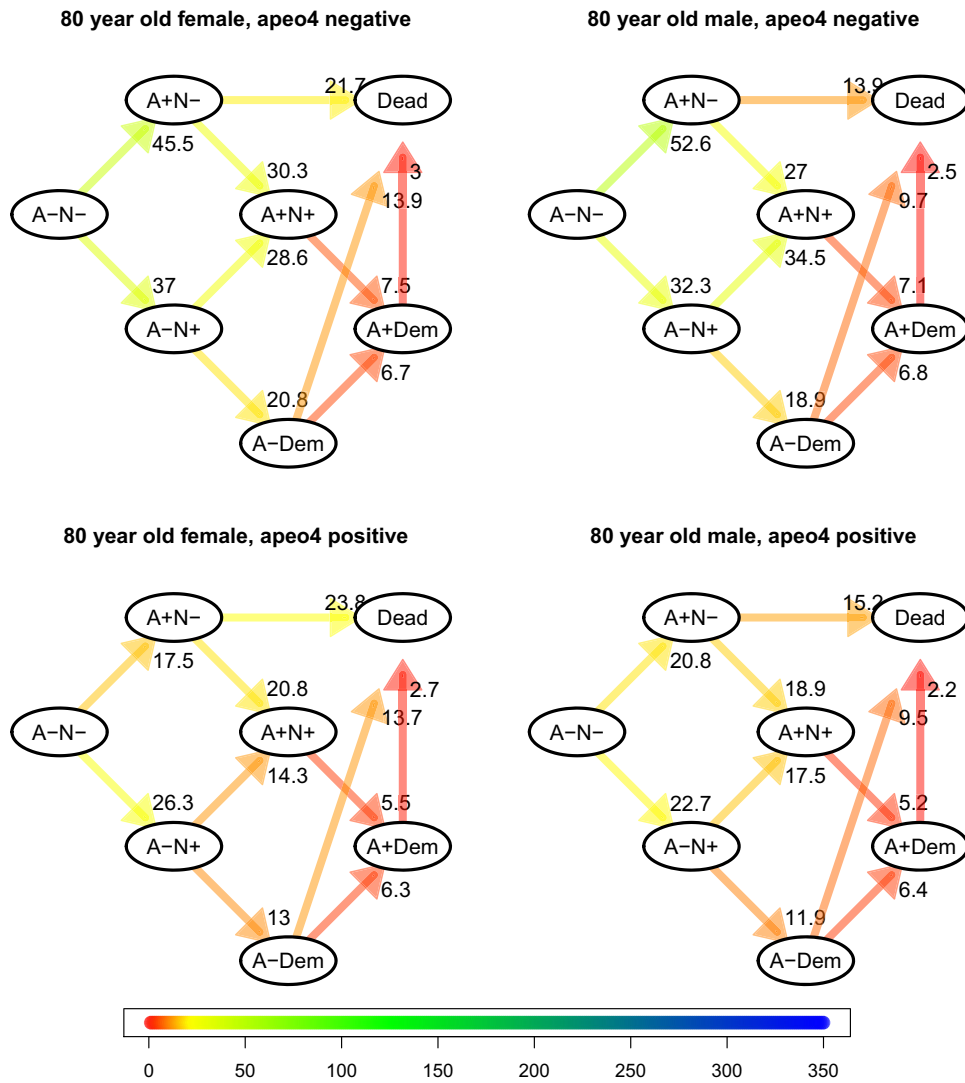 80 year old female, apeo4 negative
A+N−
21.7
Dead
45.5
3
30.3
13.9
A−N−
A+N+
28.6
37
7.5
A−N+
A+Dem
6.7
20.8
A−Dem
80 year old male, apeo4 negative
A+N−
13.9
Dead
52.6
2.5
27
9.7
A−N−
A+N+
34.5
32.3
7.1
A−N+
A+Dem
6.8
18.9
A−Dem
80 year old female, apeo4 positive
A+N−
23.8
Dead
17.5
2.7
20.8
13.7
A−N−
A+N+
14.3
26.3
5.5
A−N+
A+Dem
6.3
13
A−Dem
80 year old male, apeo4 positive
A+N−
15.2
Dead
20.8
2.2
18.9
9.5
A−N−
A+N+
17.5
22.7
5.2
A−N+
A+Dem
6.4
11.9
A−Dem
0 50 100 150 200 250 300 350